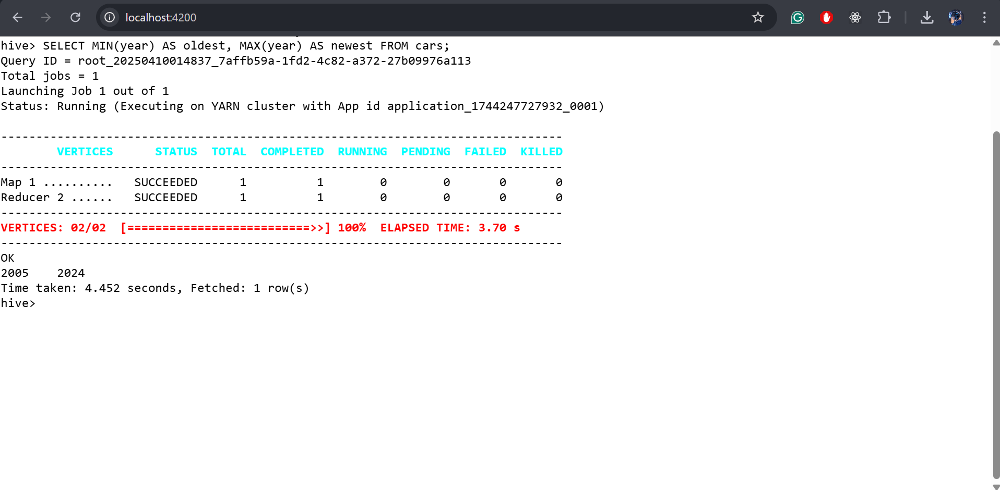 localhost:4200
hive> SELECT MIN(year) AS oldest, MAX(year) AS newest FROM cars;
Query ID = root_20250410014837_7affb59a-1fd2-4c82-a372-27b09976a113
Total jobs = 1
Launching Job 1 out of 1
Status: Running (Executing on YARN cluster with App id application_1744247727932_0001)
--------------------------------------------------------------------------------
        VERTICES      STATUS  TOTAL  COMPLETED  RUNNING  PENDING  FAILED  KILLED
--------------------------------------------------------------------------------
Map 1 ..........   SUCCEEDED      1          1        0        0       0       0
Reducer 2 ......   SUCCEEDED      1          1        0        0       0       0
--------------------------------------------------------------------------------
VERTICES: 02/02  [==========================>>] 100%  ELAPSED TIME: 3.70 s
--------------------------------------------------------------------------------
OK
2005    2024
Time taken: 4.452 seconds, Fetched: 1 row(s)
hive>